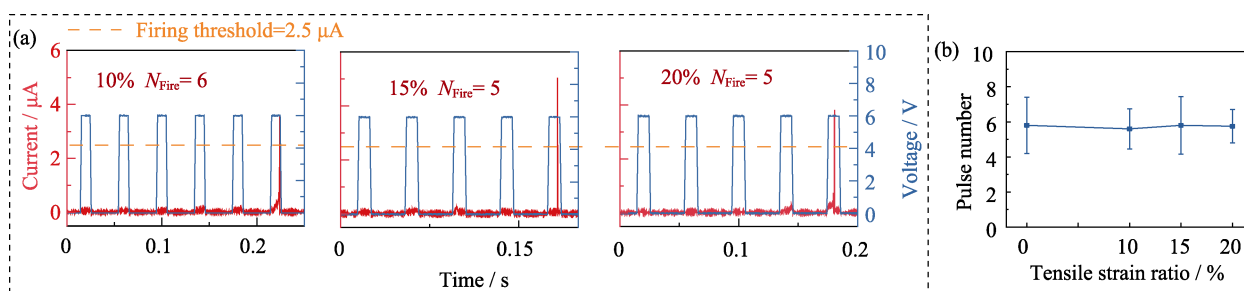 (a)
Firing threshold=2.5 μA
6
4
2
0
Current / μA
10% NFire= 6
0
0.1
0.2
15% NFire= 5
0
0.15
20% NFire= 5
0
0.1
0.2
10
8
6
4
2
0
Voltage / V
Time / s
(b)
10
8
6
4
2
0
Pulse number
0
10
15
20
Tensile strain ratio / %